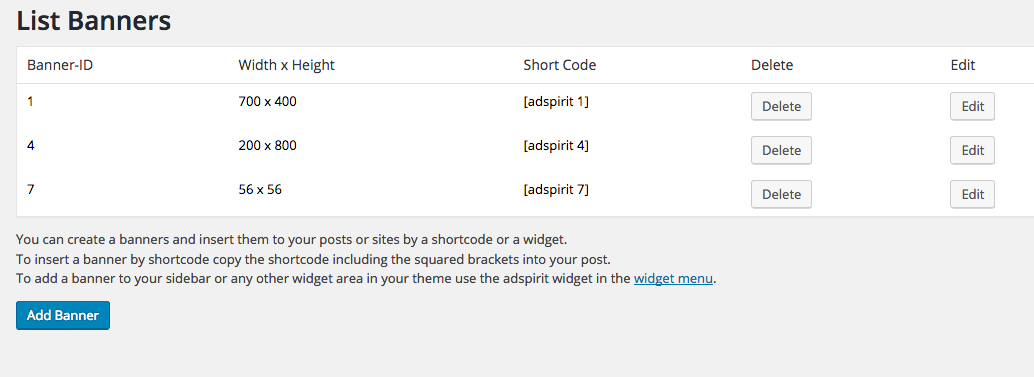 List Banners
Banner-ID Width x Height Short Code Delete Edit
1 700 x 400 [adspirit 1] Delete Edit
4 200 x 800 [adspirit 4] Delete Edit
7 56 x 56 [adspirit 7] Delete Edit
You can create a banners and insert them to your posts or sites by a shortcode or a widget.
To insert a banner by shortcode copy the shortcode including the squared brackets into your post.
To add a banner to your sidebar or any other widget area in your theme use the adspirit widget in the widget menu.
Add Banner